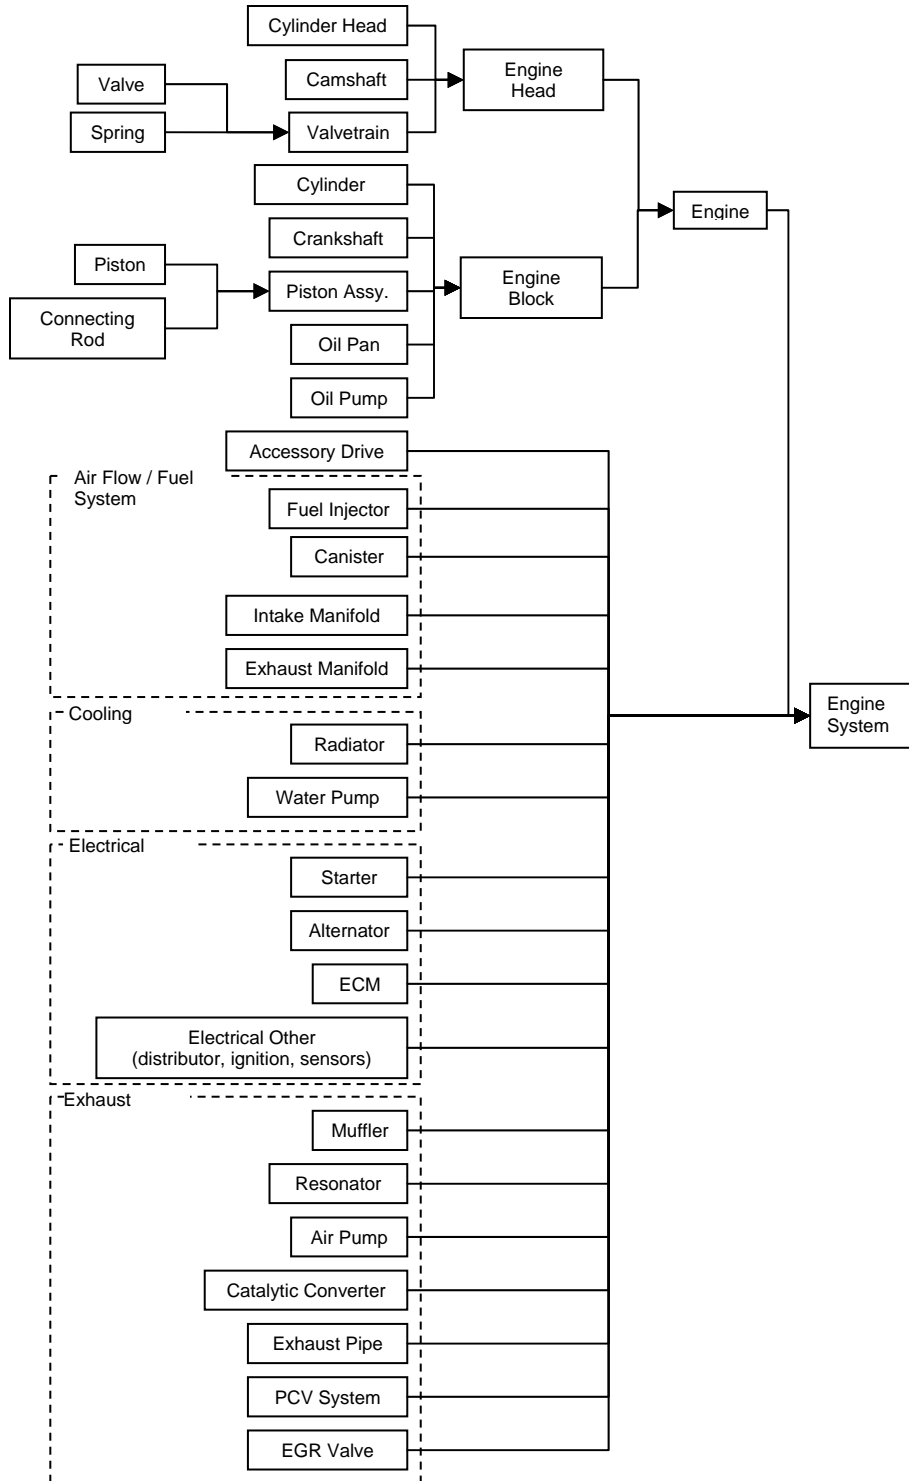 Cylinder Head
Camshaft
Engine
Head
Valve
Spring
Valvetrain
Cylinder
Engine
Crankshaft
Piston
Piston Assy.
Engine
Block
Connecting
Rod
Oil Pan
Oil Pump
Accessory Drive
Air Flow / Fuel
System
Fuel Injector
Canister
Intake Manifold
Exhaust Manifold
Engine
System
Cooling
Radiator
Water Pump
Electrical
Starter
Alternator
ECM
Electrical Other
(distributor, ignition, sensors)
Exhaust
Muffler
Resonator
Air Pump
Catalytic Converter
Exhaust Pipe
PCV System
EGR Valve